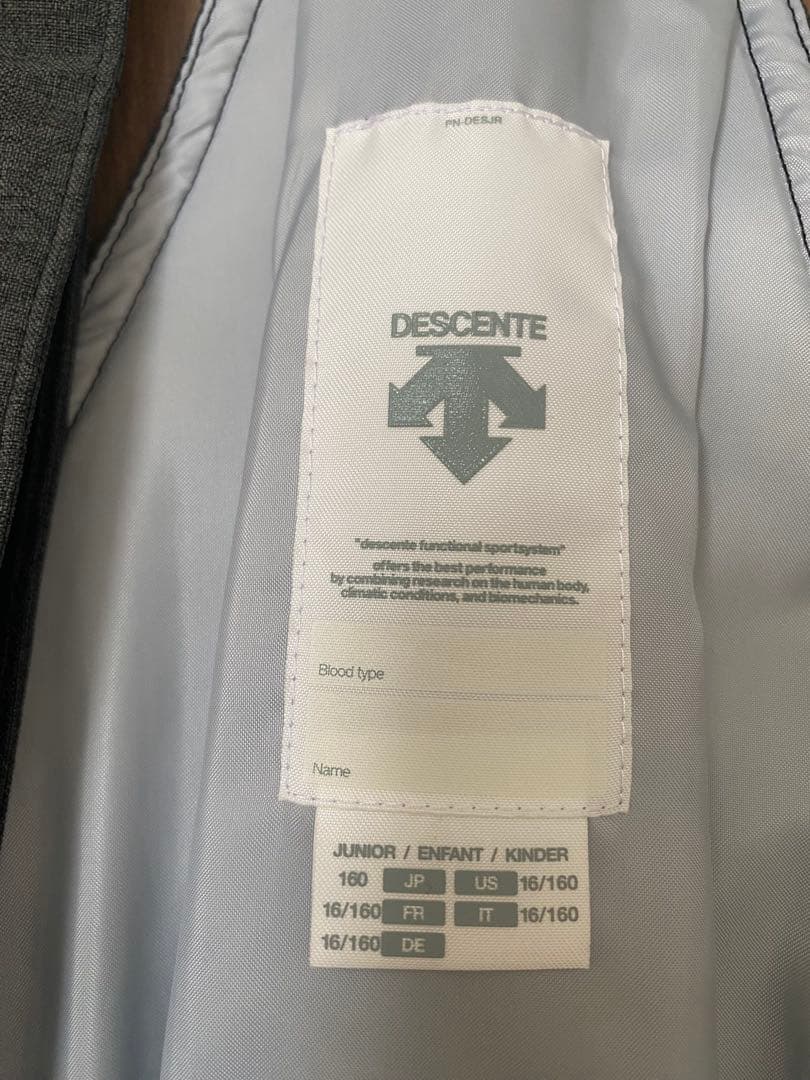 PN-DESJR
DESCENTE
"descente functional sportsystem"
offers the best performance
by combining research on the human body,
climatic conditions, and biomechanics.
Blood type
Name
JUNIOR / ENFANT / KINDER
160 JP US 16/160
16/160 FR IT 16/160
16/160 DE